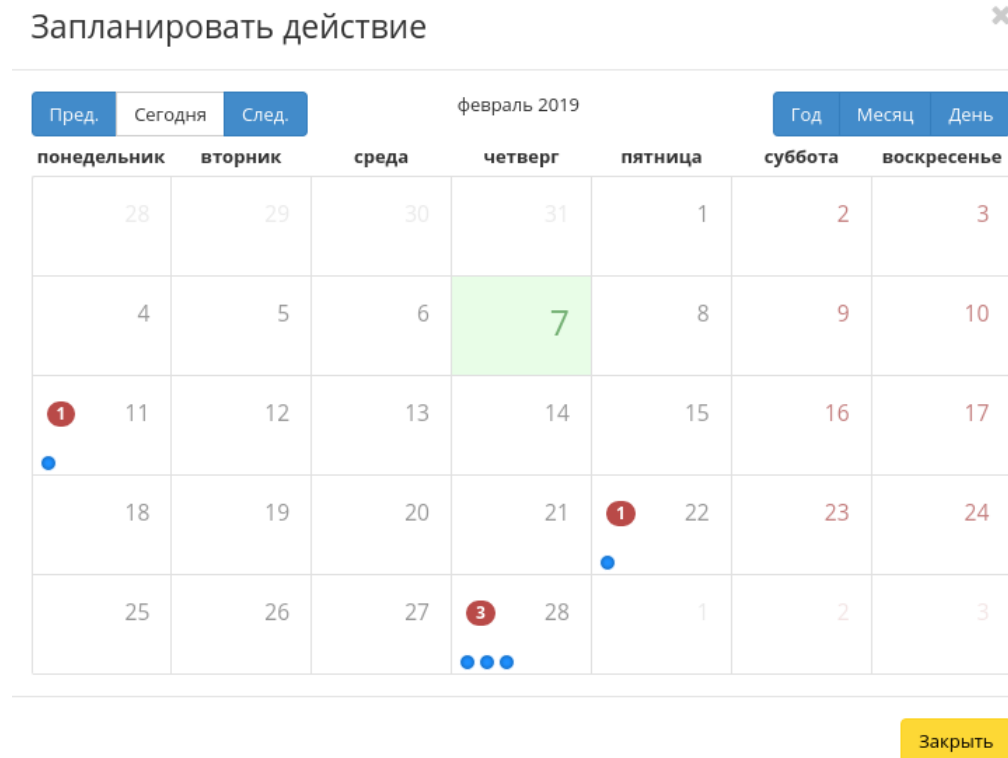 Запланировать действие
Пред. Сегодня След. февраль 2019 Год Месяц День
понедельник вторник среда четверг пятница суббота воскресенье
28 29 30 31 1 2 3
4 5 6 7 8 9 10
1 11 12 13 14 15 16 17
18 19 20 21 1 22 23 24
25 26 27 3 28 1 2 3
Закрыть